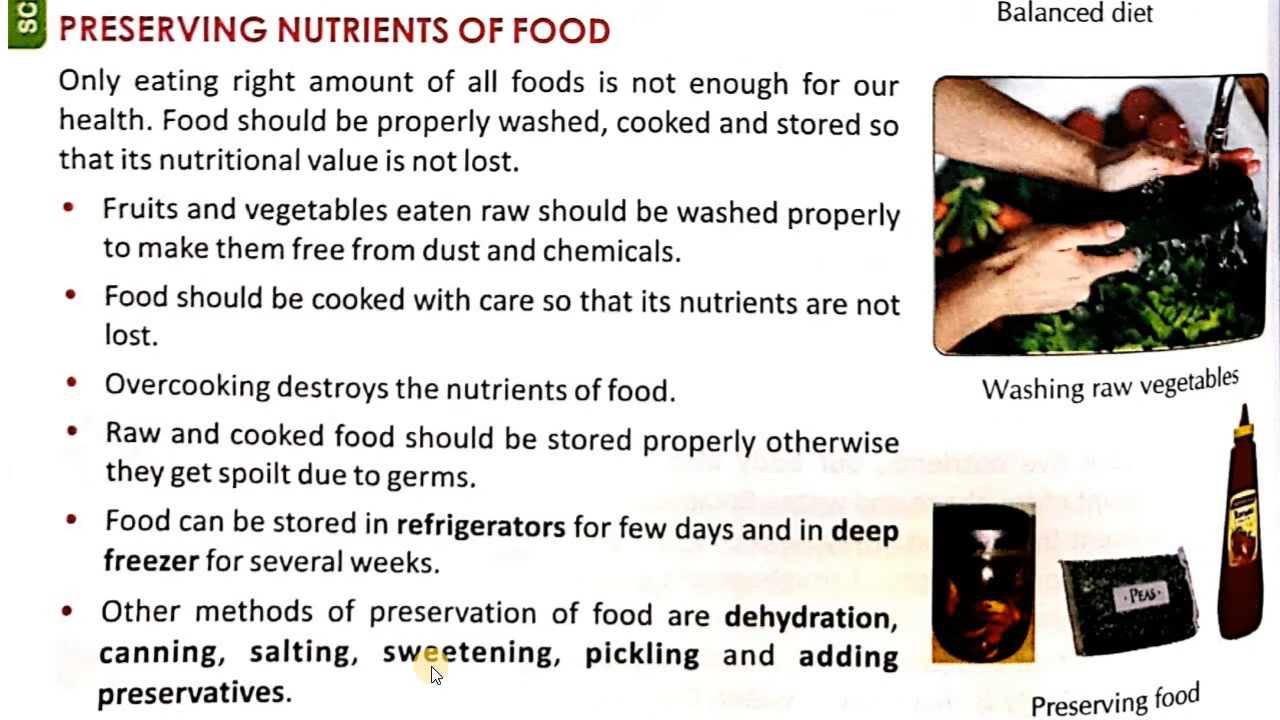 SC
PRESERVING NUTRIENTS OF FOOD
Only eating right amount of all foods is not enough for our
health. Food should be properly washed, cooked and stored so
that its nutritional value is not lost.
• Fruits and vegetables eaten raw should be washed properly
to make them free from dust and chemicals.
• Food should be cooked with care so that its nutrients are not
lost.
• Overcooking destroys the nutrients of food.
• Raw and cooked food should be stored properly otherwise
they get spoilt due to germs.
• Food can be stored in refrigerators for few days and in deep
freezer for several weeks.
• Other methods of preservation of food are dehydration,
canning, salting, sweetening, pickling and adding
preservatives.
Balanced diet
Washing raw vegetables
·PEAS·
Preserving food